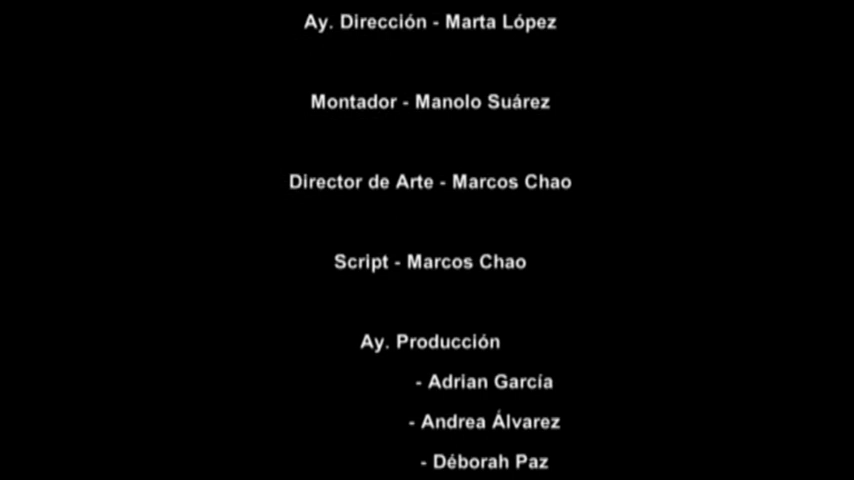 Ay. Dirección - Marta López
Montador - Manolo Suárez
Director de Arte - Marcos Chao
Script - Marcos Chao
Ay. Producción
- Adrian García
- Andrea Álvarez
- Déborah Paz